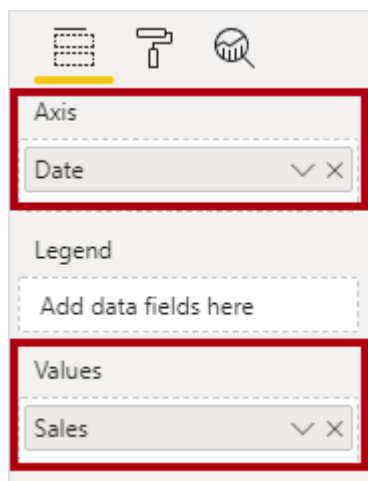 Axis
Date
Legend
Add data fields here
Values
Sales